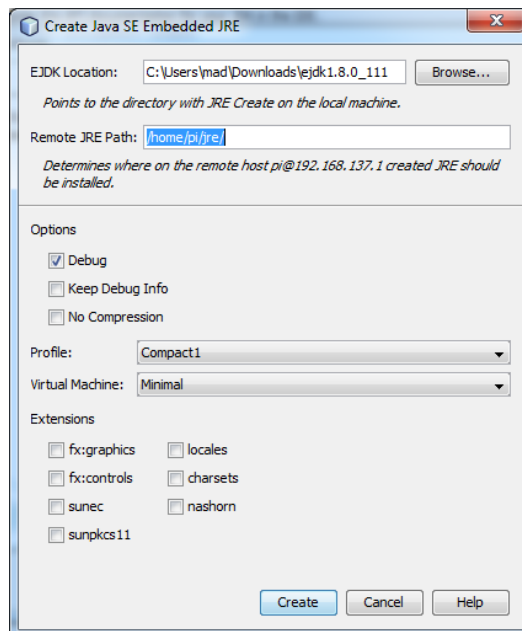 Create Java SE Embedded JRE
EJDK Location: C:\Users\mad\Downloads\ejdk1.8.0_111 Browse...
Points to the directory with JRE Create on the local machine.
Remote JRE Path: /home/pi/jre/
Determines where on the remote host pi@192.168.137.1 created JRE should
be installed.
Options
Debug
Keep Debug Info
No Compression
Profile: Compact1
Virtual Machine: Minimal
Extensions
fx:graphics locales
fx:controls charsets
sunec nashorn
sunpkcs11
Create Cancel Help